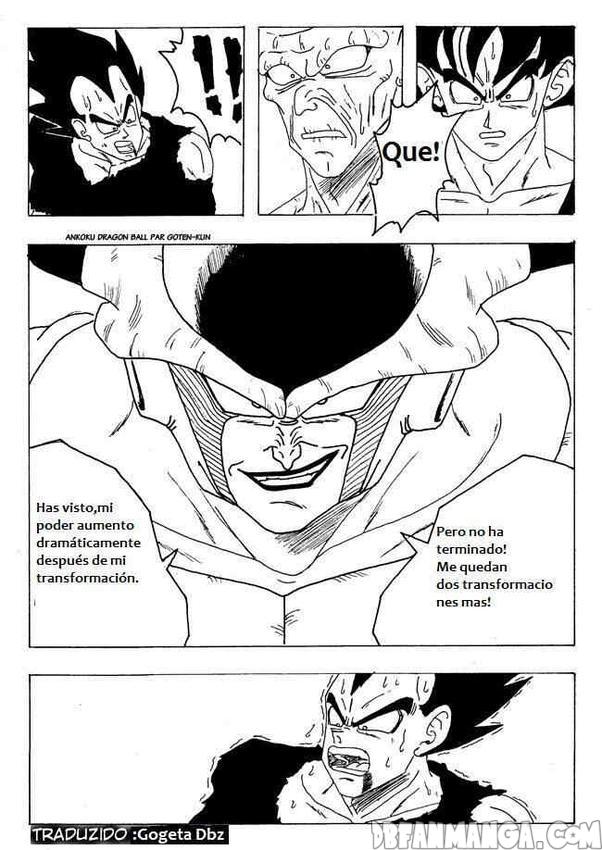 !!
Que!
ANKOKU DRAGON BALL PAR GOTEN-KUN
Has visto,mi
poder aumento
dramáticamente
después de mi
transformación.
Pero no ha
terminado!
Me quedan
dos transformacio
nes mas!
TRADUZIDO :Gogeta Dbz
DBFANMANGA.COM